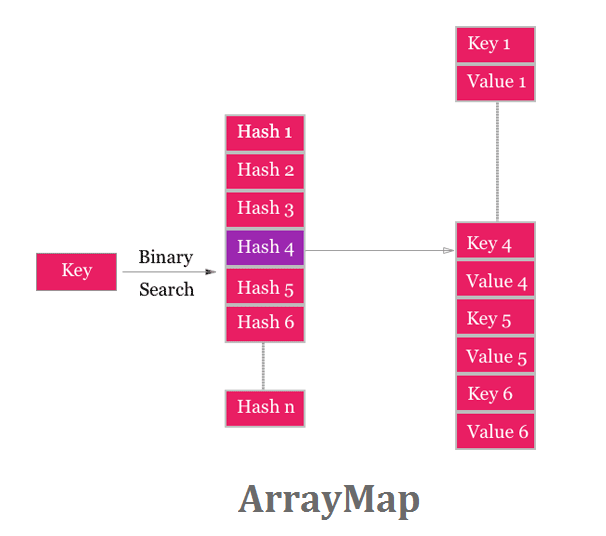 Key
Binary
Search
Hash 1
Hash 2
Hash 3
Hash 4
Hash 5
Hash 6
Hash n
Key 1
Value 1
Key 4
Value 4
Key 5
Value 5
Key 6
Value 6
ArrayMap